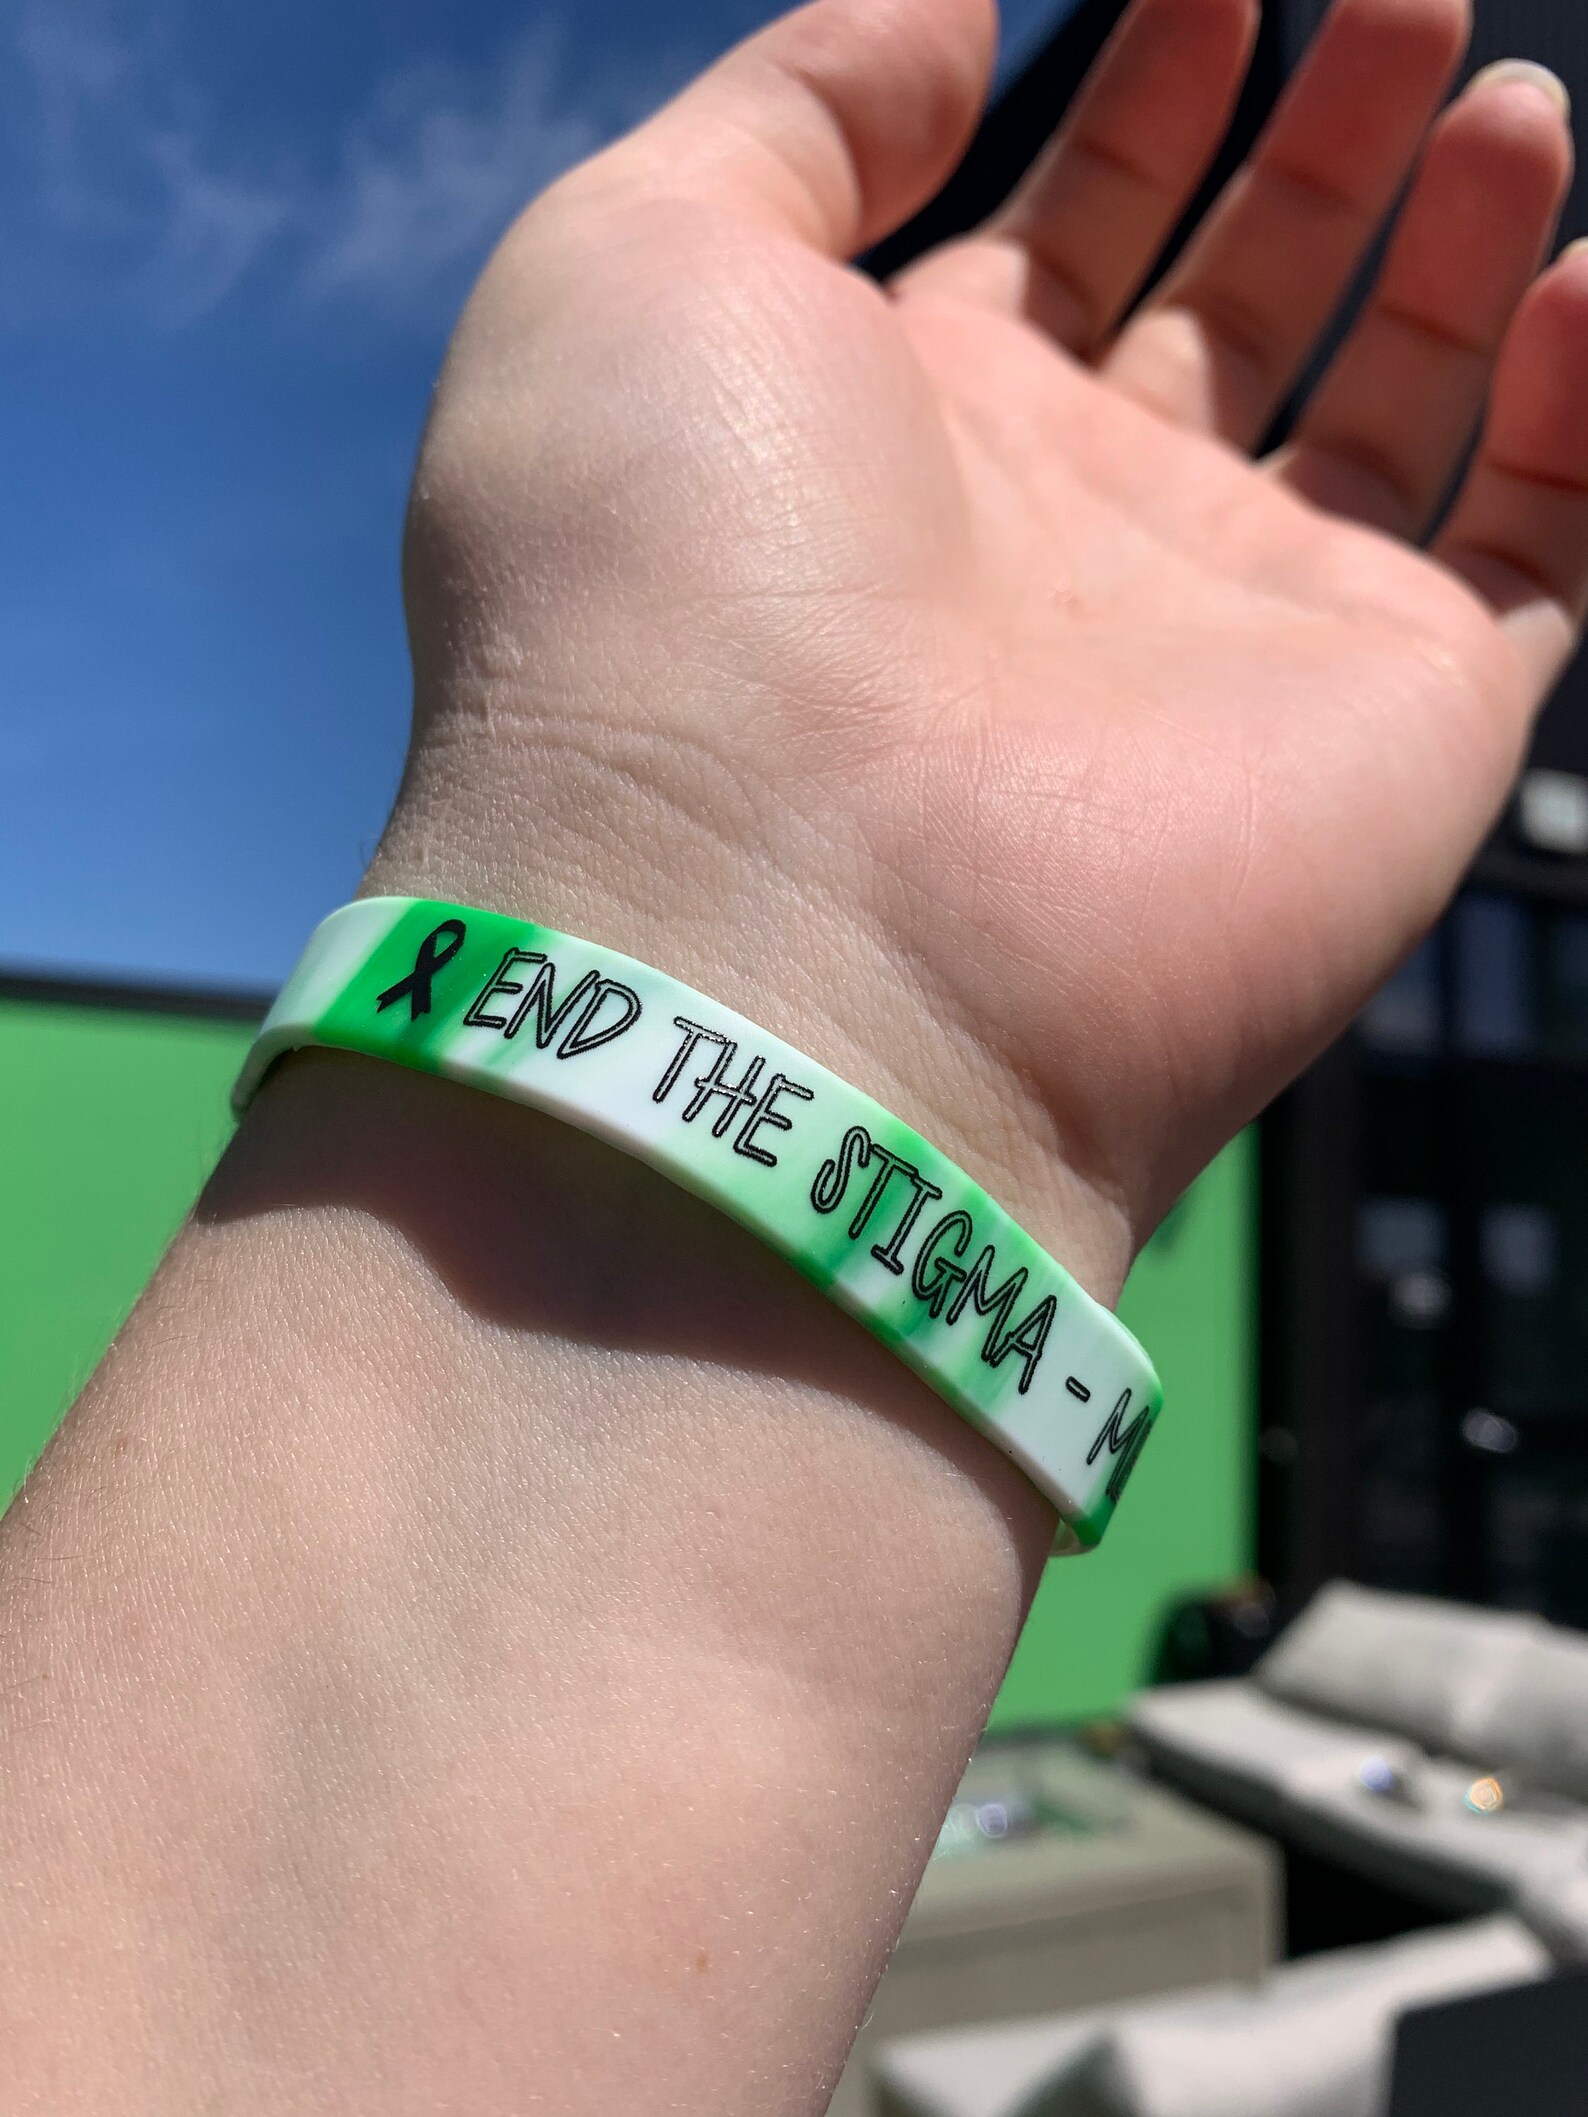 END THE STIGMA -